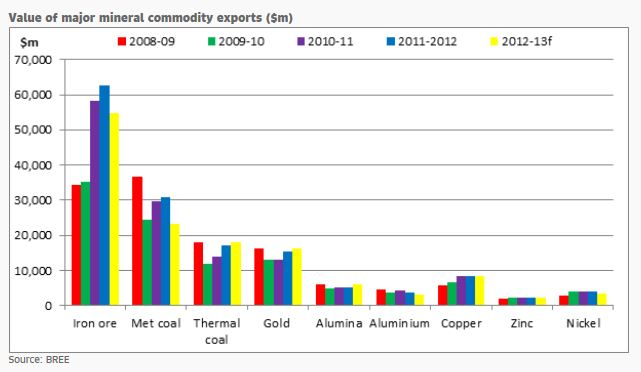 Value of major mineral commodity exports ($m)
$m
2008-09 2009-10 2010-11 2011-2012 2012-13f
70,000
60,000
50,000
40,000
30,000
20,000
10,000
0
Iron ore Met coal Thermal coal Gold Alumina Aluminium Copper Zinc Nickel
Source: BREE